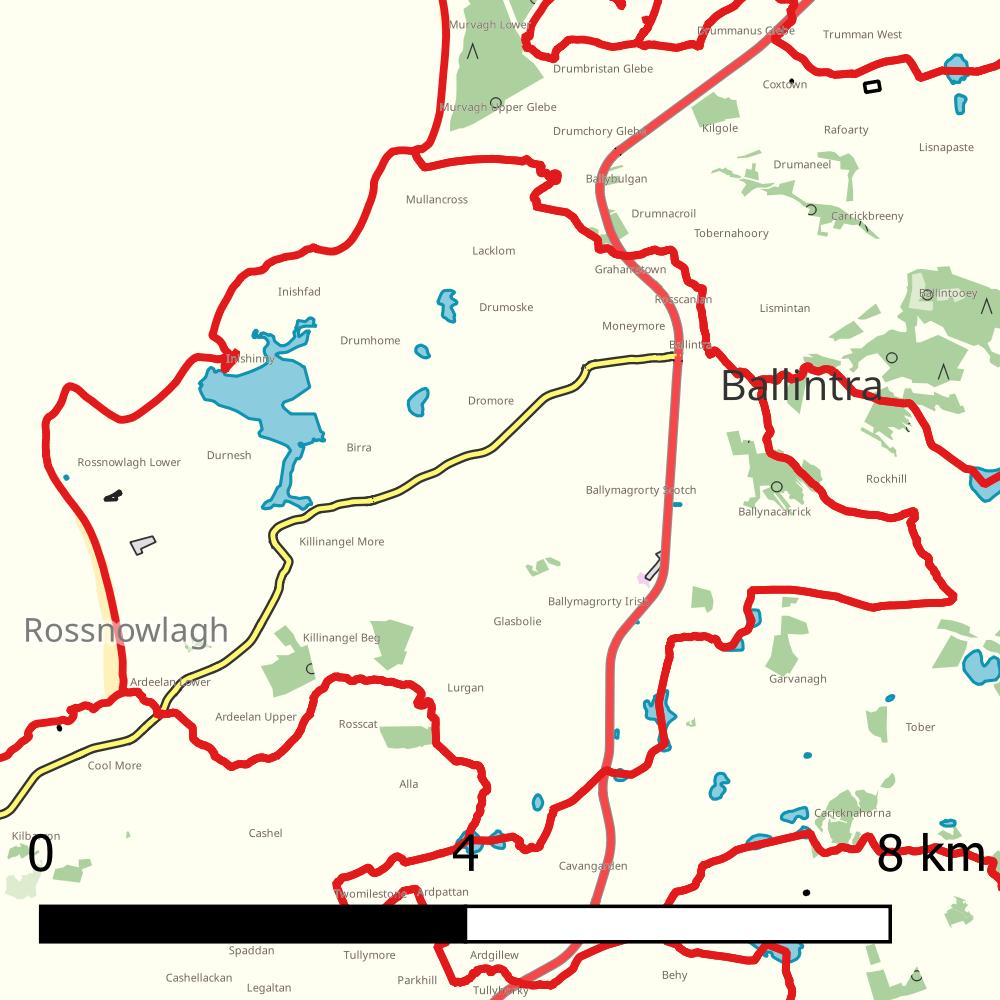 Murvagh Lower
Drummanus Glebe
Trumman West
Drumbristan Glebe
Coxtown
Murvagh Upper Glebe
Drumchory Glebe
Kilgole
Rafoarty
Lisnapaste
Drumaneel
Ballybulgan
Mullancross
Drumnacroil
Carrickbreeny
Tobernahoory
Lacklom
Grahamstown
Inishfad
Rosscanlan
Ballintooey
Drumoske
Lismintan
Moneymore
Drumhome
Ballintra
Inishinny
Ballintra
Dromore
Birra
Durnesh
Rossnowlagh Lower
Rockhill
Ballymagrorty Scotch
Ballynacarrick
Killinangel More
Ballymagrorty Irish
Glasbolie
Rossnowlagh
Killinangel Beg
Garvanagh
Ardeelan Lower
Lurgan
Ardeelan Upper
Rosscat
Tober
Cool More
Alla
Caricknahorna
Cashel
Kilbarron
0 4 8 km
Cavangarden
Twomilestone
Ardpattan
Spaddan
Tullymore
Ardgillew
Behy
Cashellackan
Parkhill
Legaltan
Tullyhorky